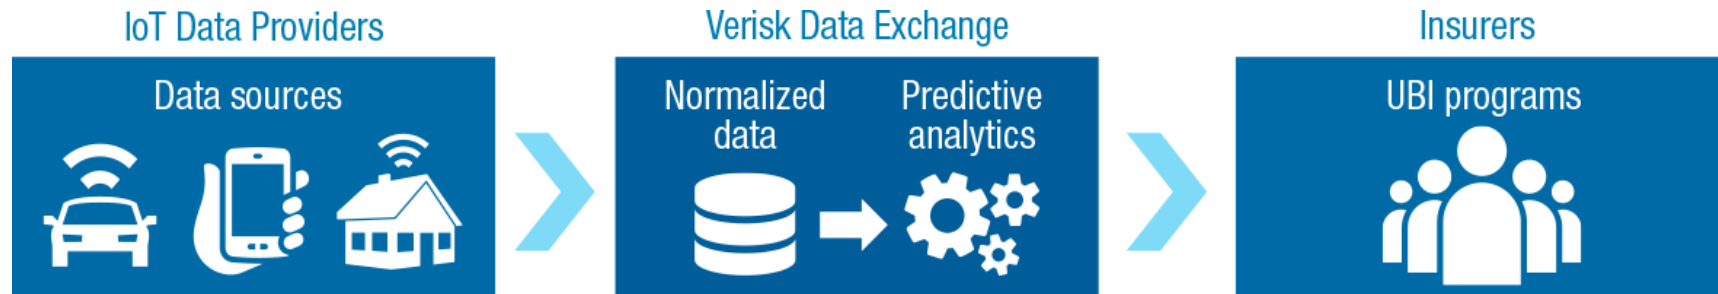 IoT Data Providers
Data sources
Verisk Data Exchange
Normalized
data
Predictive
analytics
Insurers
UBI programs